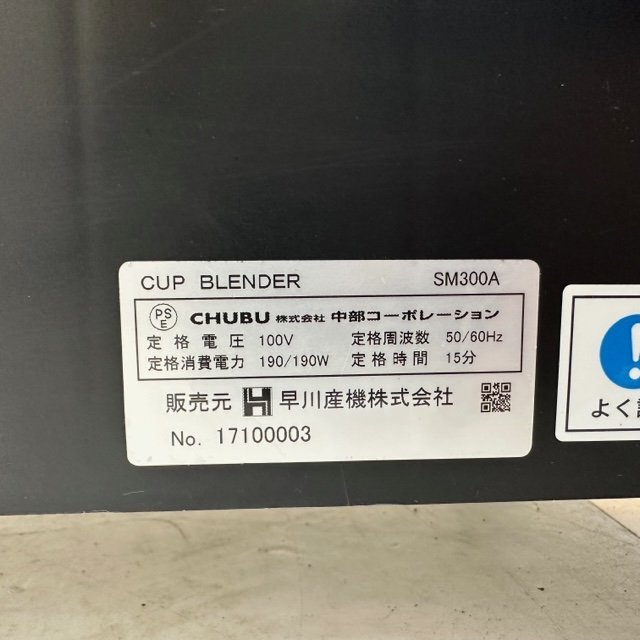 CUP BLENDER SM300A
PS E CHUBU 株式会社 中部コーポレーション
定格電圧 100V 定格周波数 50/60Hz
定格消費電力 190/190W 定格時間 15分
販売元 早川産機株式会社
No. 17100003
よく